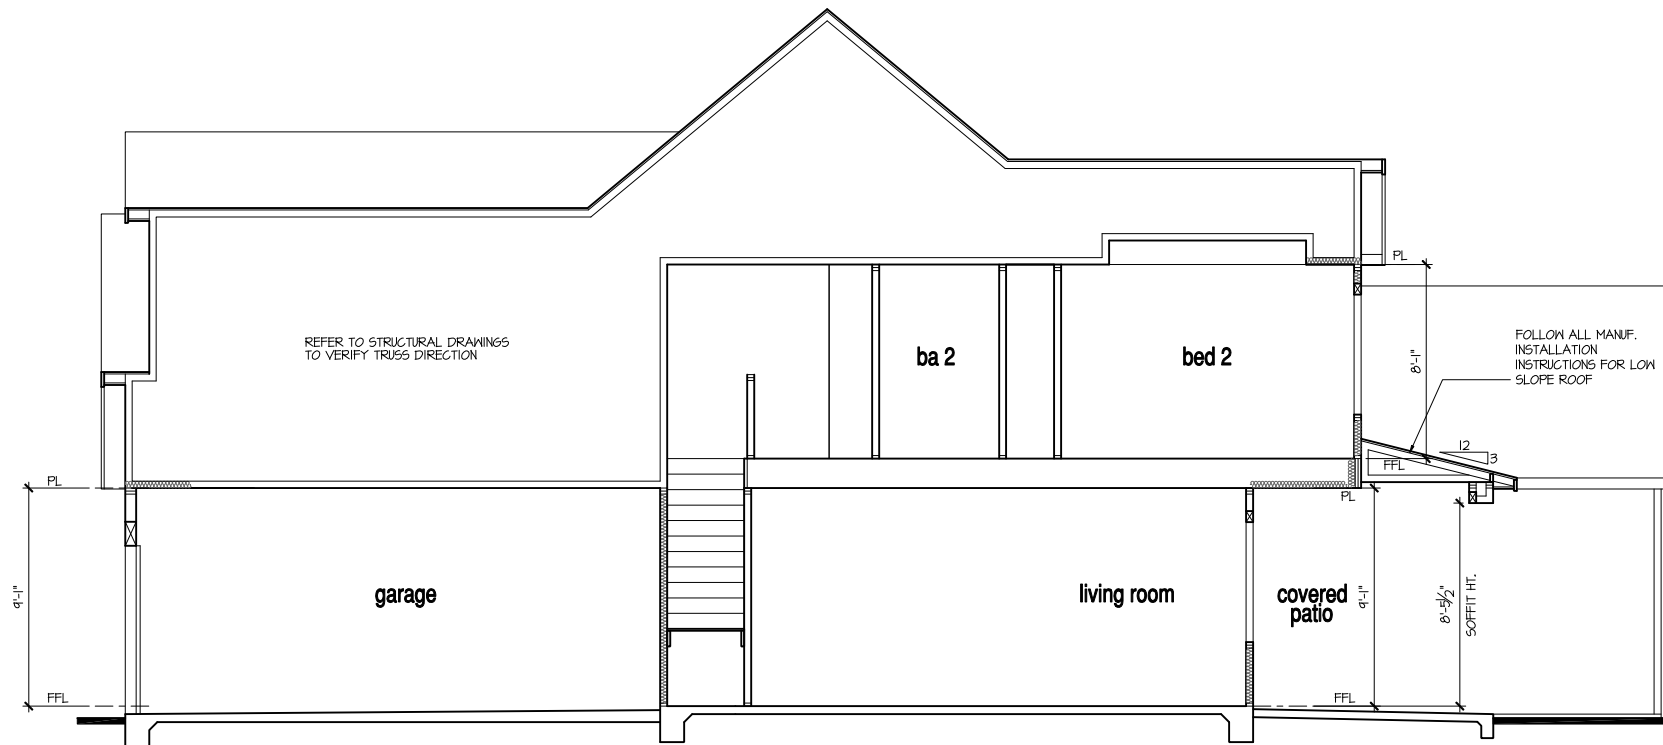 PL
REFER TO STRUCTURAL DRAWINGS
TO VERIFY TRUSS DIRECTION
ba 2
bed 2
8'-1"
FOLLOW ALL MANUF.
INSTALLATION
INSTRUCTIONS FOR LOW
SLOPE ROOF
12
3
FFL
PL
PL
9'-1"
garage
living room
covered
patio
9'-1"
8'-5½"
SOFFIT HT.
FFL
FFL